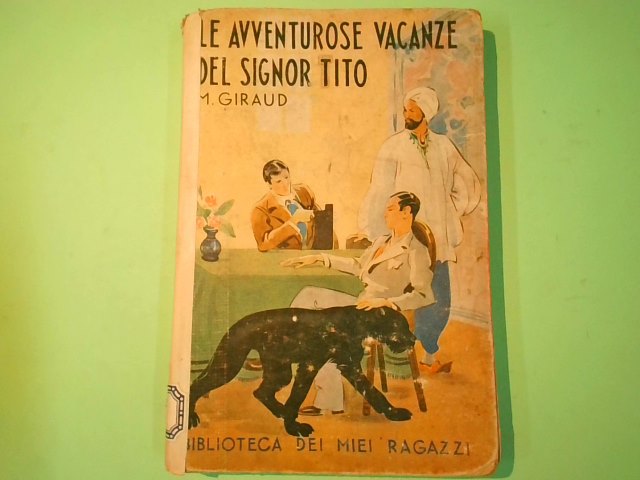 LE AVVENTUROSE VACANZE
DEL SIGNOR TITO
M. GIRAUD
BIBLIOTECA DEI MIEI RAGAZZI